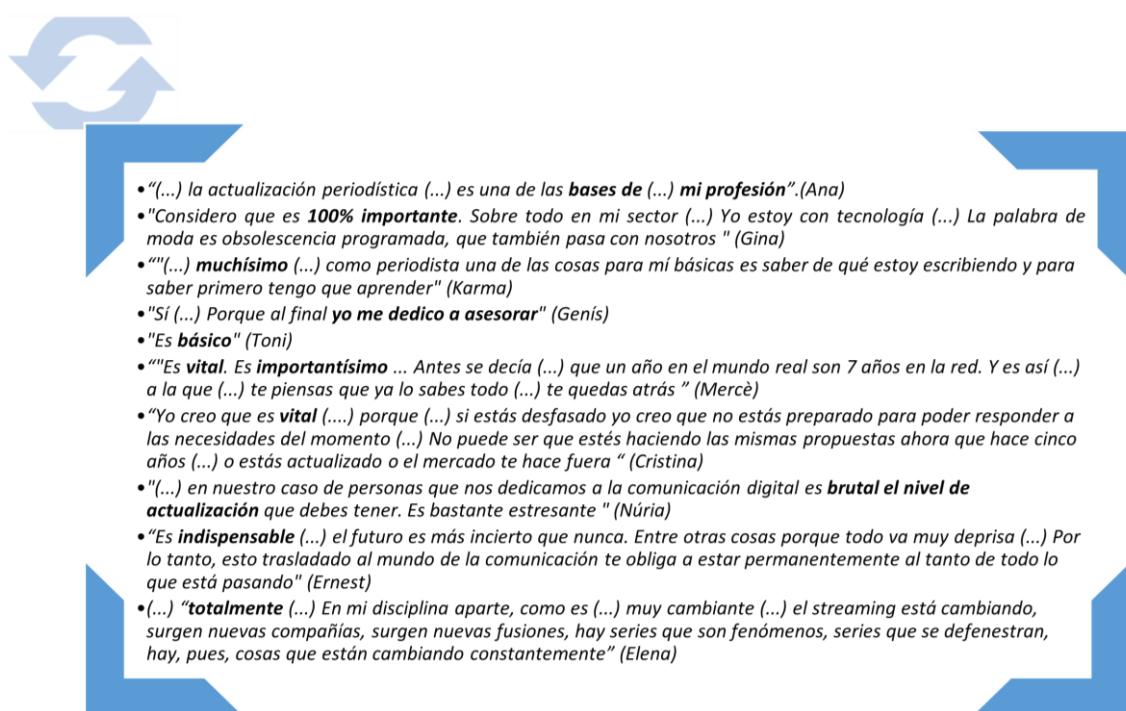 •“(...) la actualización periodística (...) es una de las bases de (...) mi profesión”.(Ana)
•"Considero que es 100% importante. Sobre todo en mi sector (...) Yo estoy con tecnología (...) La palabra de
moda es obsolescencia programada, que también pasa con nosotros " (Gina)
•“"(...) muchísimo (...) como periodista una de las cosas para mí básicas es saber de qué estoy escribiendo y para
saber primero tengo que aprender" (Karma)
•"Sí (...) Porque al final yo me dedico a asesorar" (Genís)
•"Es básico" (Toni)
•“"Es vital. Es importantísimo ... Antes se decía (...) que un año en el mundo real son 7 años en la red. Y es así (...)
a la que (...) te piensas que ya lo sabes todo (...) te quedas atrás ” (Mercè)
•“Yo creo que es vital (....) porque (...) si estás desfasado yo creo que no estás preparado para poder responder a
las necesidades del momento (...) No puede ser que estés haciendo las mismas propuestas ahora que hace cinco
años (...) o estás actualizado o el mercado te hace fuera “ (Cristina)
•"(...) en nuestro caso de personas que nos dedicamos a la comunicación digital es brutal el nivel de
actualización que debes tener. Es bastante estresante " (Núria)
•“Es indispensable (...) el futuro es más incierto que nunca. Entre otras cosas porque todo va muy deprisa (...) Por
lo tanto, esto trasladado al mundo de la comunicación te obliga a estar permanentemente al tanto de todo lo
que está pasando" (Ernest)
•(...) “totalmente (...) En mi disciplina aparte, como es (...) muy cambiante (...) el streaming está cambiando,
surgen nuevas compañías, surgen nuevas fusiones, hay series que son fenómenos, series que se defenestran,
hay, pues, cosas que están cambiando constantemente” (Elena)